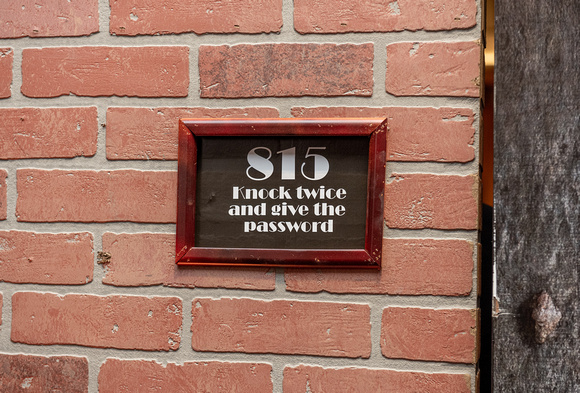 815
Knock twice
and give the
password